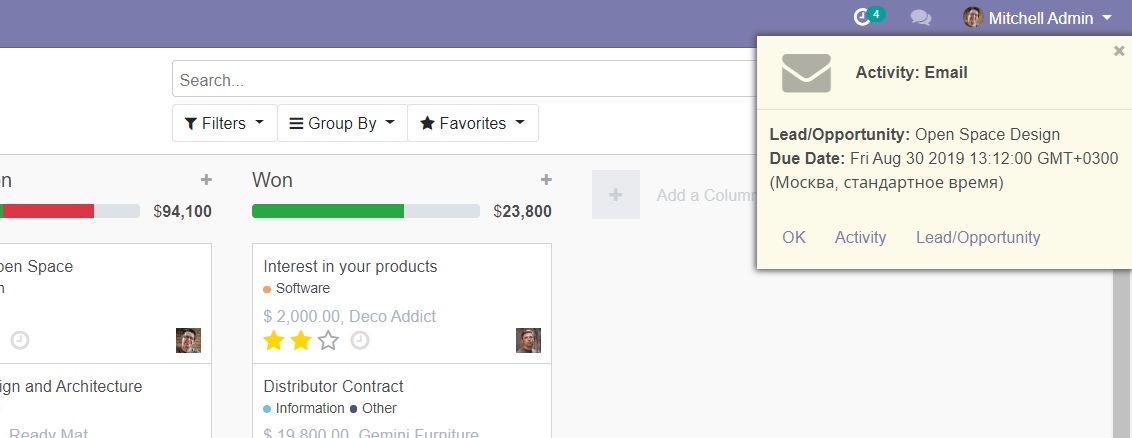 4
Mitchell Admin
Activity: Email
Search...
Filters
Group By
Favorites
Lead/Opportunity: Open Space Design
Due Date: Fri Aug 30 2019 13:12:00 GMT+0300
(Москва, стандартное время)
OK Activity Lead/Opportunity
Won
Add a Column
$94,100
$23,800
pen Space
Interest in your products
Software
$ 2,000.00, Deco Addict
ign and Architecture
Distributor Contract
Information Other
Ready Mat
$ 19,800.00, Gemini Furniture